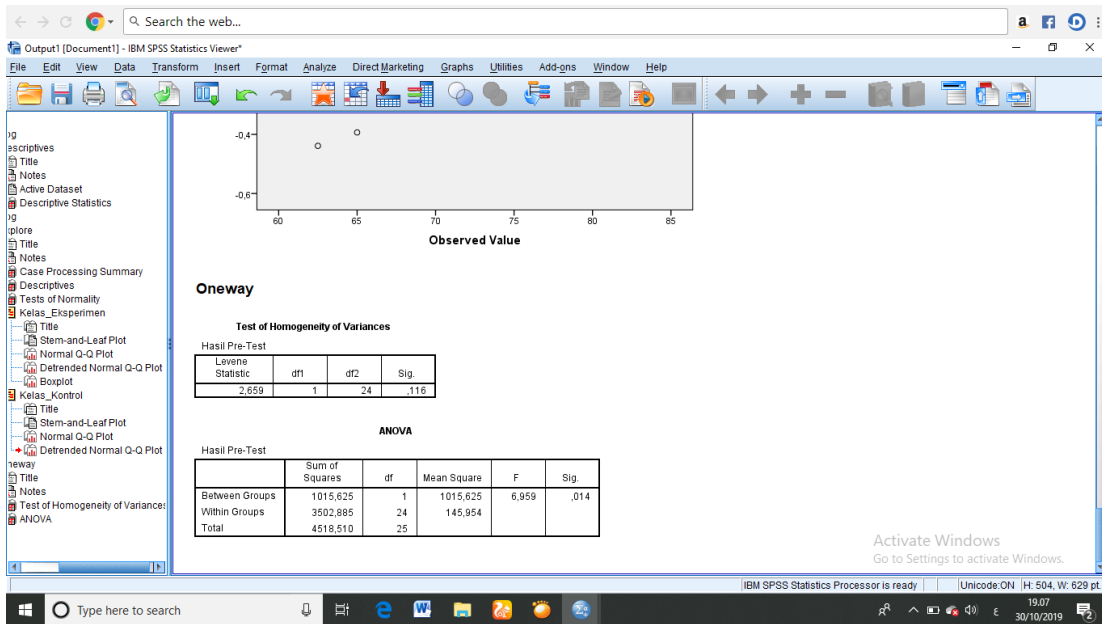 Search the web...
Output1 [Document1] - IBM SPSS Statistics Viewer*
File Edit View Data Transform Insert Format Analyze Direct Marketing Graphs Utilities Add-ons Window Help
og
escriptives
Title
Notes
Active Dataset
Descriptive Statistics
og
xplore
Title
Notes
Case Processing Summary
Descriptives
Tests of Normality
Kelas_Eksperimen
Title
Stem-and-Leaf Plot
Normal Q-Q Plot
Detrended Normal Q-Q Plot
Boxplot
Kelas_Kontrol
Title
Stem-and-Leaf Plot
Normal Q-Q Plot
Detrended Normal Q-Q Plot
neway
Title
Notes
Test of Homogeneity of Variances
ANOVA
-0,4
-0,6
60 65 70 75 80 85
Observed Value
Oneway
Test of Homogeneity of Variances
Hasil Pre-Test
Levene Statistic df1 df2 Sig.
2,659 1 24 ,116
ANOVA
Hasil Pre-Test
Sum of Squares df Mean Square F Sig.
Between Groups 1015,625 1 1015,625 6,959 ,014
Within Groups 3502,885 24 145,954
Total 4518,510 25
Activate Windows
Go to Settings to activate Windows.
IBM SPSS Statistics Processor is ready Unicode:ON H: 504, W: 629 pt.
Type here to search
19.07
30/10/2019